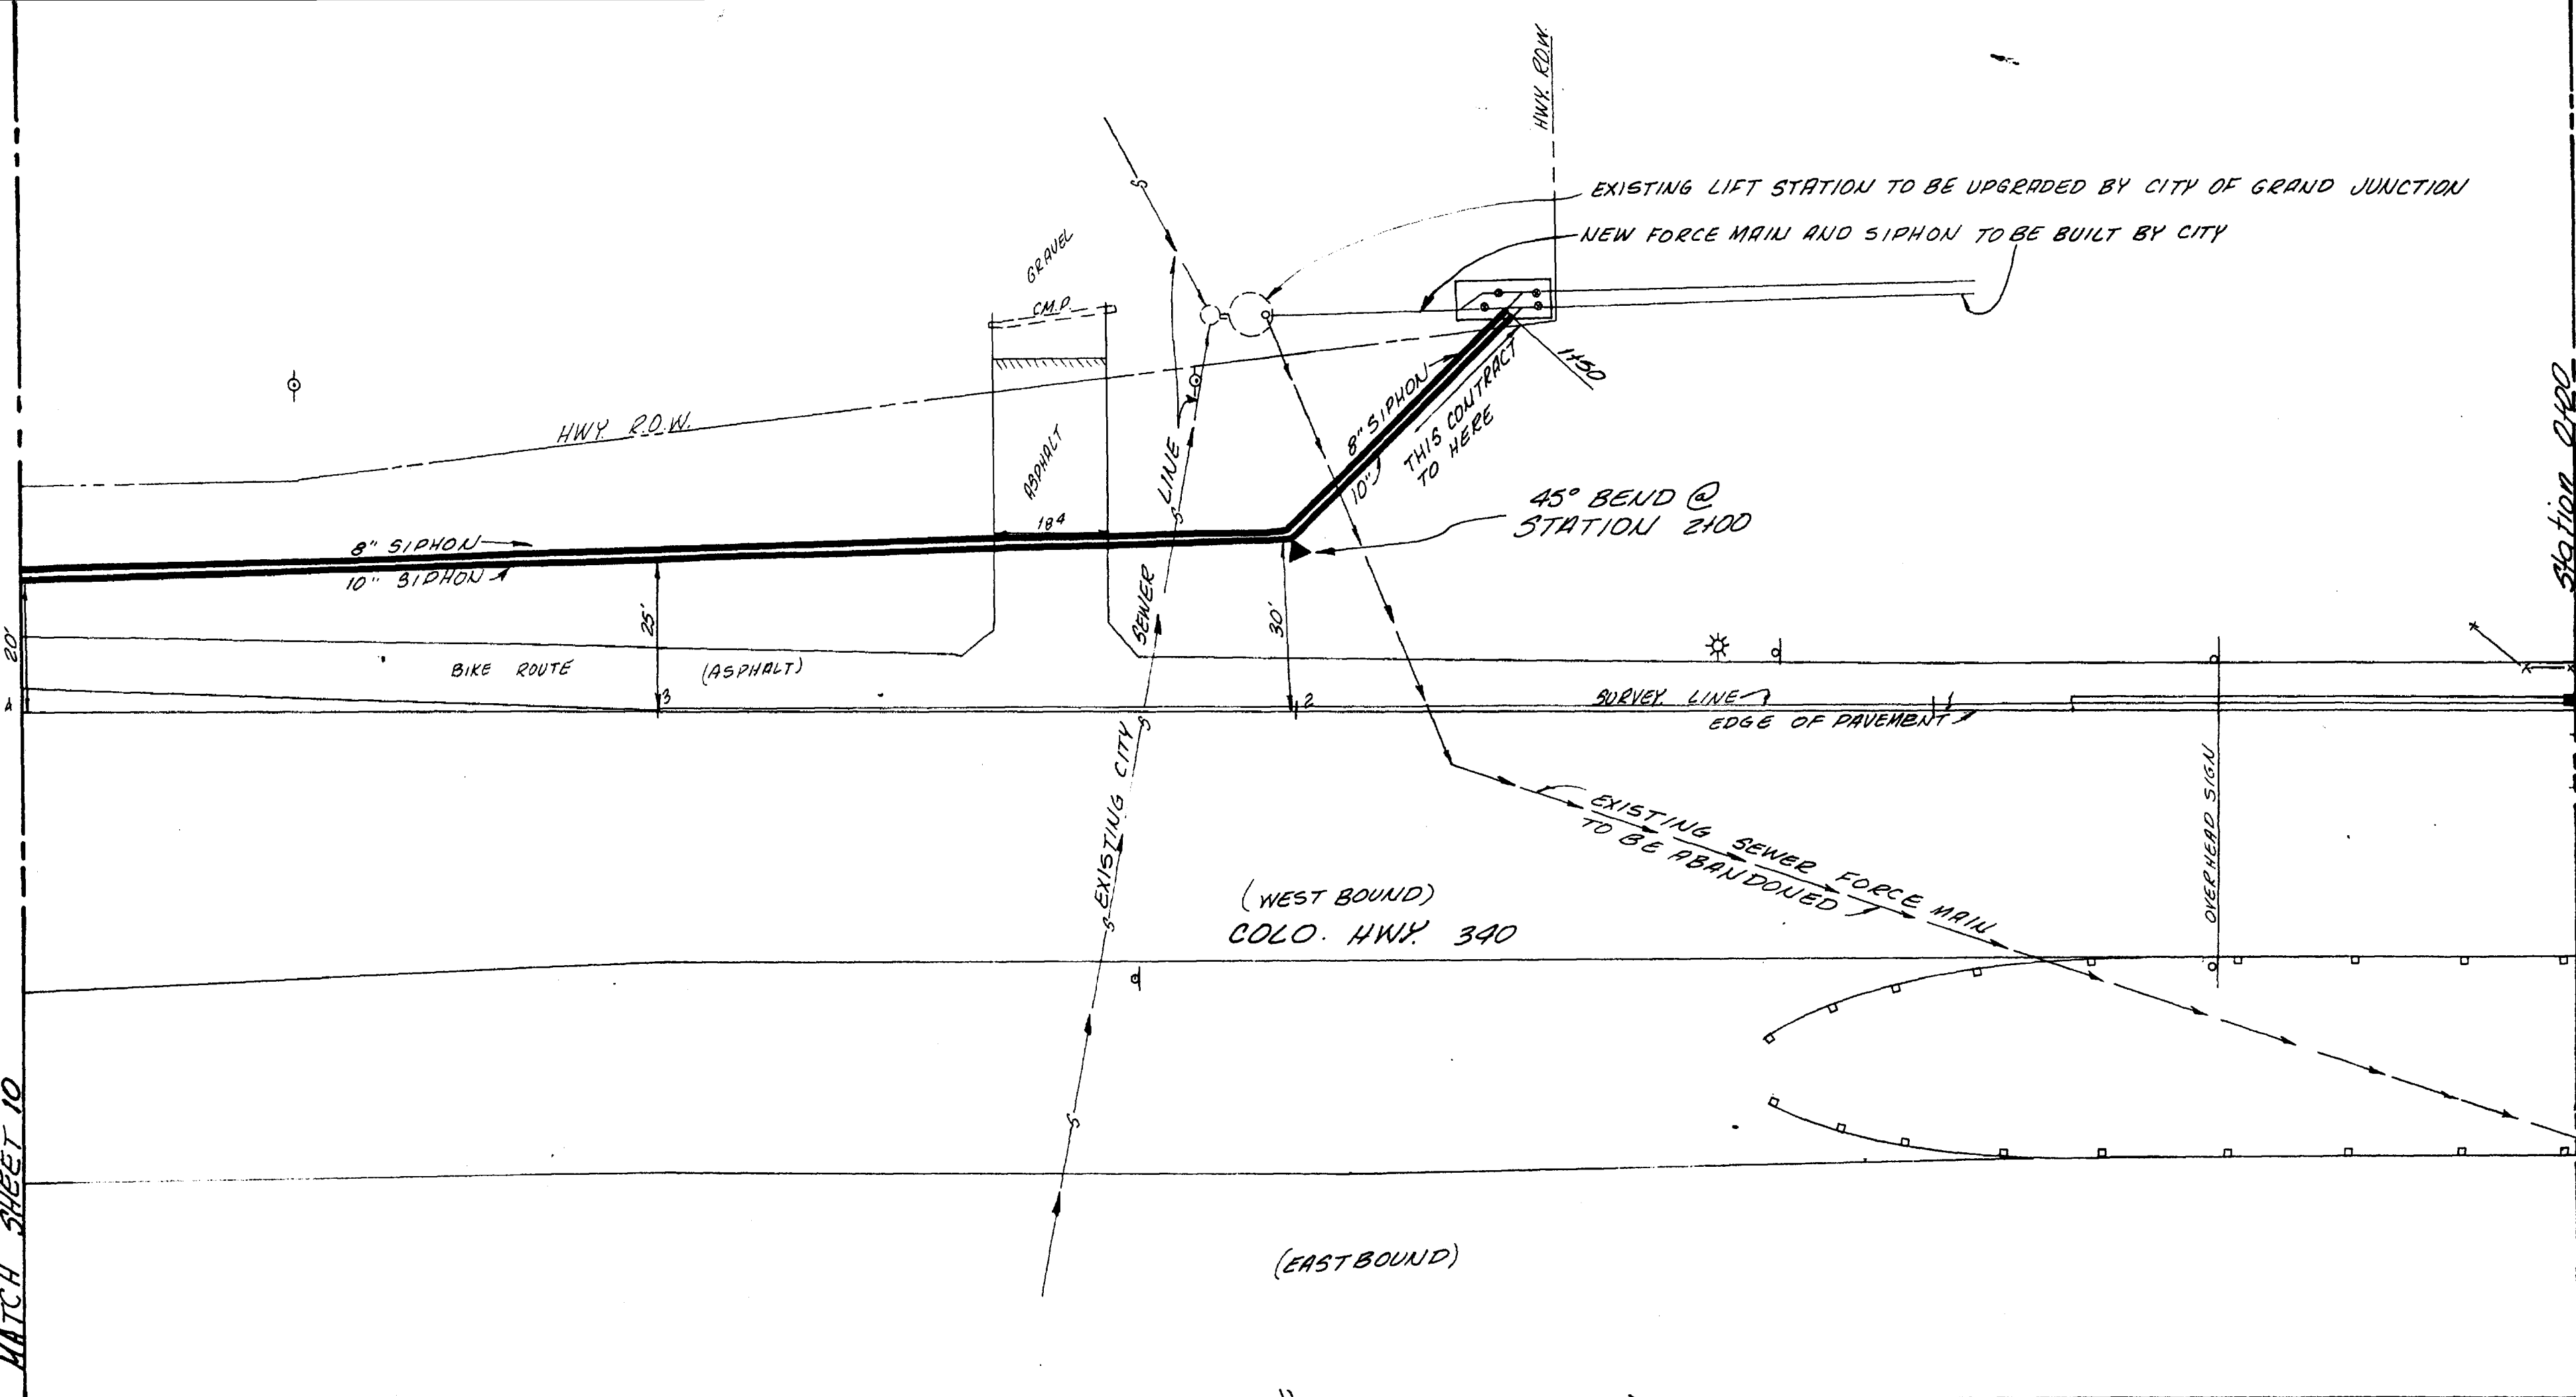 HWY. R.O.W.
EXISTING LIFT STATION TO BE UPGRADED BY CITY OF GRAND JUNCTION
NEW FORCE MAIN AND SIPHON TO BE BUILT BY CITY
GRAVEL
C.M.P.
1+50
8" SIPHON
10"
THIS CONTRACT
TO HERE
Station 0+00
HWY. R.O.W.
ASPHALT
LINE
45° BEND @
STATION 2+00
184
8" SIPHON
10" SIPHON
SEWER
20'
25'
30'
BIKE ROUTE
(ASPHALT)
3
2
1
SURVEY LINE
EDGE OF PAVEMENT
EXISTING CITY
OVERHEAD SIGN
EXISTING SEWER FORCE MAIN
TO BE ABANDONED
(WEST BOUND)
COLO. HWY. 340
(EASTBOUND)
MATCH SHEET 10
S
S
S
S
S